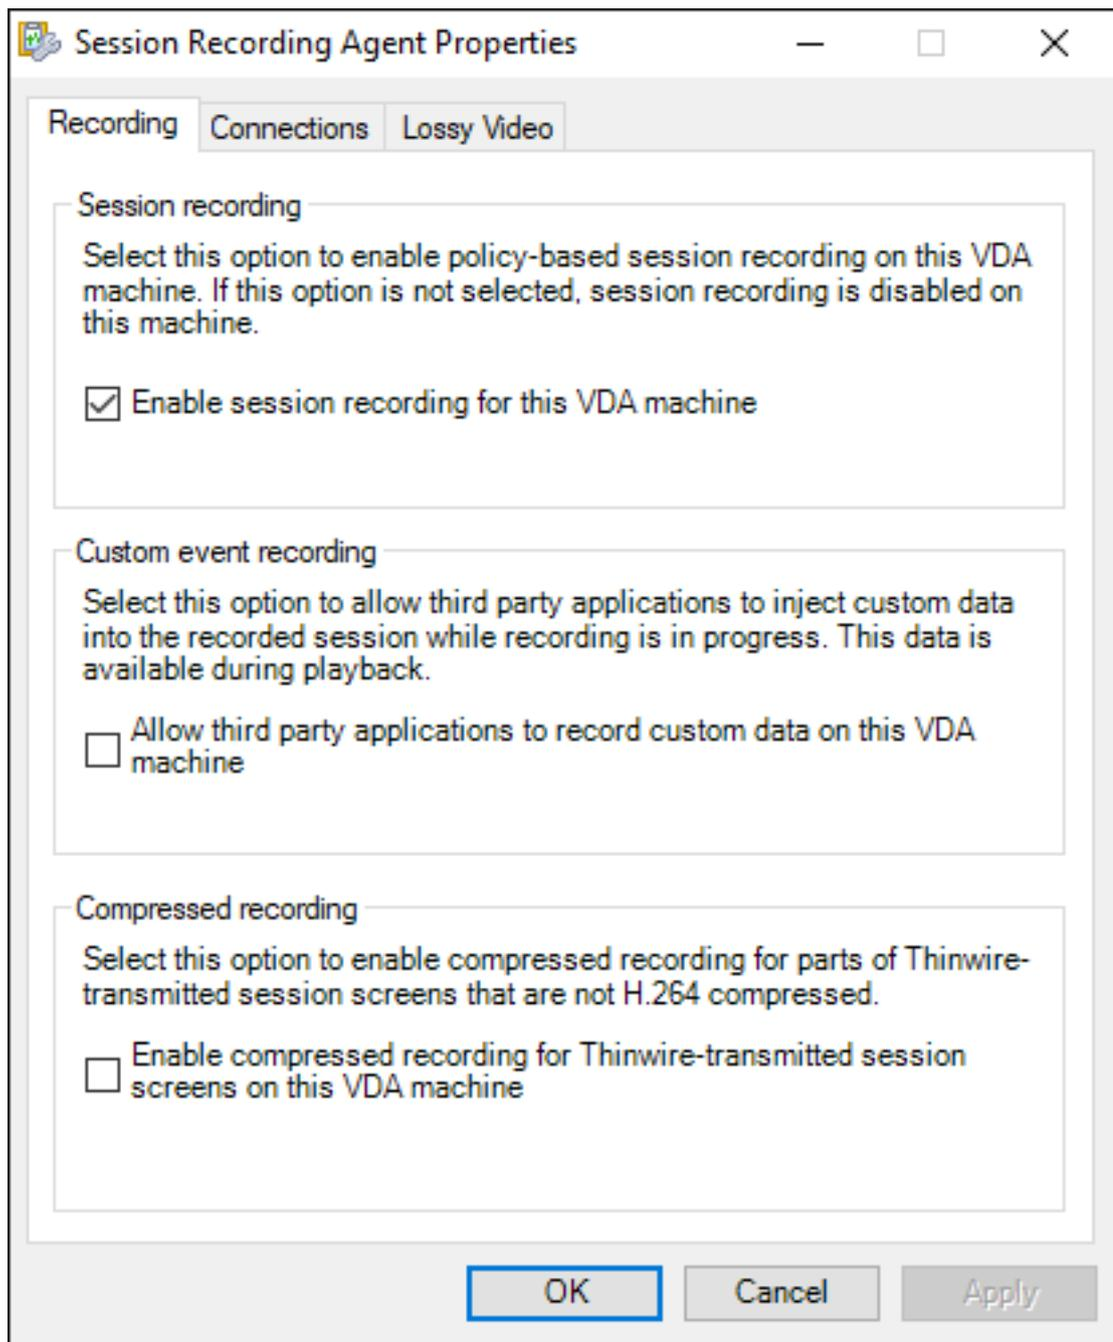 Session Recording Agent Properties
Recording
Connections
Lossy Video
Session recording
Select this option to enable policy-based session recording on this VDA
machine. If this option is not selected, session recording is disabled on
this machine.
Enable session recording for this VDA machine
Custom event recording
Select this option to allow third party applications to inject custom data
into the recorded session while recording is in progress. This data is
available during playback.
Allow third party applications to record custom data on this VDA
machine
Compressed recording
Select this option to enable compressed recording for parts of Thinwire-
transmitted session screens that are not H.264 compressed.
Enable compressed recording for Thinwire-transmitted session
screens on this VDA machine
OK
Cancel
Apply